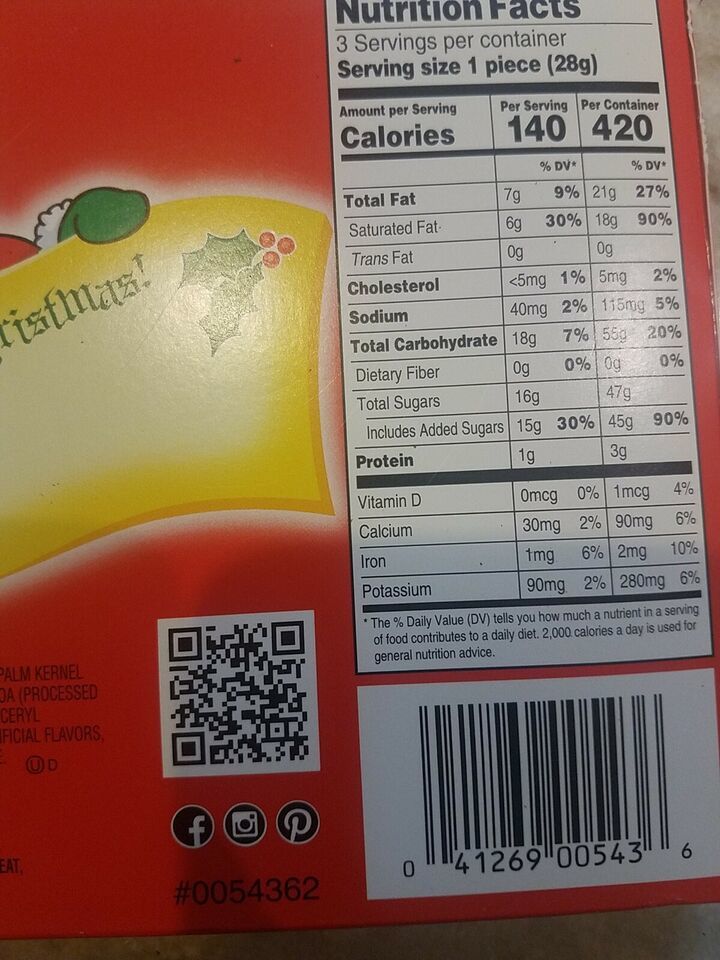 Nutrition Facts
3 Servings per container
Serving size 1 piece (28g)
Amount per Serving Per Serving Per Container
Calories 140 420
% DV* % DV*
Total Fat 7g 9% 21g 27%
Saturated Fat 6g 30% 18g 90%
Trans Fat 0g 0g
Cholesterol <5mg 1% 5mg 2%
Sodium 40mg 2% 115mg 5%
Total Carbohydrate 18g 7% 55g 20%
Dietary Fiber 0g 0% 0g 0%
Total Sugars 16g 47g
Includes Added Sugars 15g 30% 45g 90%
Protein 1g 3g
Vitamin D 0mcg 0% 1mcg 4%
Calcium 30mg 2% 90mg 6%
Iron 1mg 6% 2mg 10%
Potassium 90mg 2% 280mg 6%
* The % Daily Value (DV) tells you how much a nutrient in a serving
of food contributes to a daily diet. 2,000 calories a day is used for
general nutrition advice.
ristmas!
PALM KERNEL
OA (PROCESSED
CERYL
IFICIAL FLAVORS,
U D
EAT,
#0054362
0 41269 00543 6